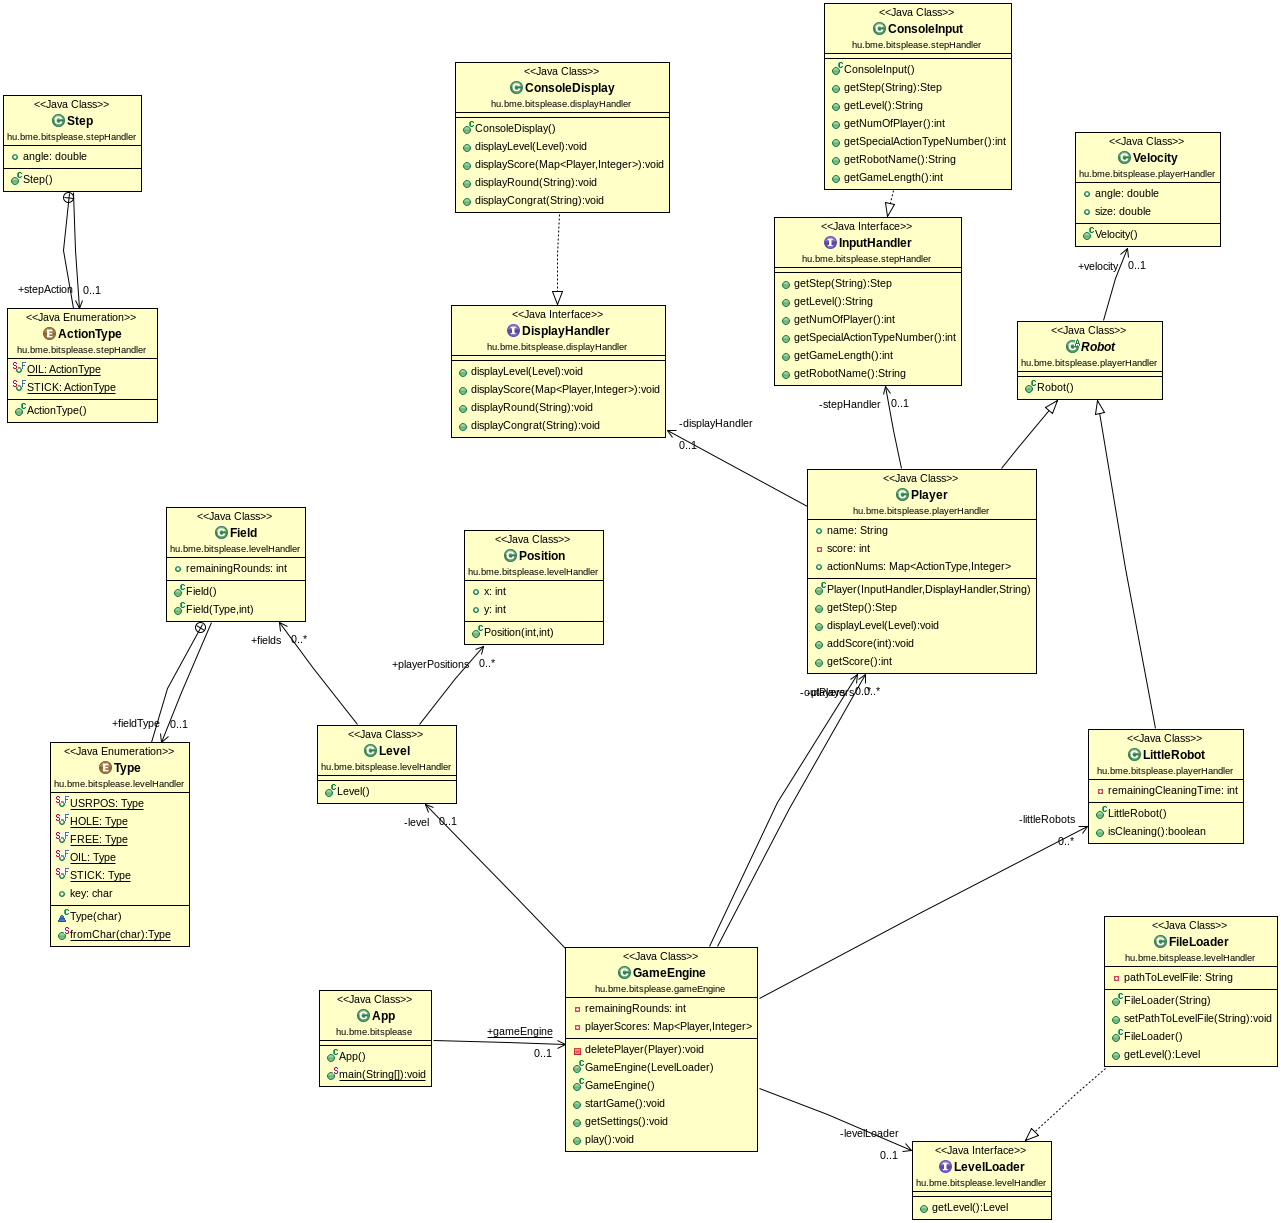 <<Java Class>>
ConsoleInput
hu.bme.bitsplease.stepHandler
ConsoleInput()
getStep(String):Step
getLevel():String
getNumOfPlayer():int
getSpecialActionTypeNumber():int
getRobotName():String
getGameLength():int
<<Java Class>>
ConsoleDisplay
hu.bme.bitsplease.displayHandler
ConsoleDisplay()
displayLevel(Level):void
displayScore(Map<Player,Integer>):void
displayRound(String):void
displayCongrat(String):void
<<Java Class>>
Step
hu.bme.bitsplease.stepHandler
angle: double
Step()
<<Java Class>>
Velocity
hu.bme.bitsplease.playerHandler
angle: double
size: double
Velocity()
<<Java Interface>>
InputHandler
hu.bme.bitsplease.stepHandler
getStep(String):Step
getLevel():String
getNumOfPlayer():int
getSpecialActionTypeNumber():int
getGameLength():int
getRobotName():String
+velocity
0..1
+stepAction
0..1
<<Java Enumeration>>
ActionType
hu.bme.bitsplease.stepHandler
OIL: ActionType
STICK: ActionType
ActionType()
<<Java Interface>>
DisplayHandler
hu.bme.bitsplease.displayHandler
displayLevel(Level):void
displayScore(Map<Player,Integer>):void
displayRound(String):void
displayCongrat(String):void
<<Java Class>>
Robot
hu.bme.bitsplease.playerHandler
Robot()
-stepHandler
0..1
-displayHandler
0..1
<<Java Class>>
Player
hu.bme.bitsplease.playerHandler
name: String
score: int
actionNums: Map<ActionType,Integer>
Player(InputHandler,DisplayHandler,String)
getStep():Step
displayLevel(Level):void
addScore(int):void
getScore():int
<<Java Class>>
Field
hu.bme.bitsplease.levelHandler
remainingRounds: int
Field()
Field(Type,int)
<<Java Class>>
Position
hu.bme.bitsplease.levelHandler
x: int
y: int
Position(int,int)
+fields
0..*
+playerPositions
0..*
+fieldType
0..1
<<Java Enumeration>>
Type
hu.bme.bitsplease.levelHandler
USRPOS: Type
HOLE: Type
FREE: Type
OIL: Type
STICK: Type
key: char
Type(char)
fromChar(char):Type
<<Java Class>>
Level
hu.bme.bitsplease.levelHandler
Level()
-level
0..1
<<Java Class>>
LittleRobot
hu.bme.bitsplease.playerHandler
remainingCleaningTime: int
LittleRobot()
isCleaning():boolean
-littleRobots
0..*
<<Java Class>>
GameEngine
hu.bme.bitsplease.gameEngine
remainingRounds: int
playerScores: Map<Player,Integer>
deletePlayer(Player):void
GameEngine(LevelLoader)
GameEngine()
startGame():void
getSettings():void
play():void
<<Java Class>>
App
hu.bme.bitsplease
App()
main(String[]):void
+gameEngine
0..1
<<Java Class>>
FileLoader
hu.bme.bitsplease.levelHandler
pathToLevelFile: String
FileLoader(String)
setPathToLevelFile(String):void
FileLoader()
getLevel():Level
-levelLoader
0..1
<<Java Interface>>
LevelLoader
hu.bme.bitsplease.levelHandler
getLevel():Level